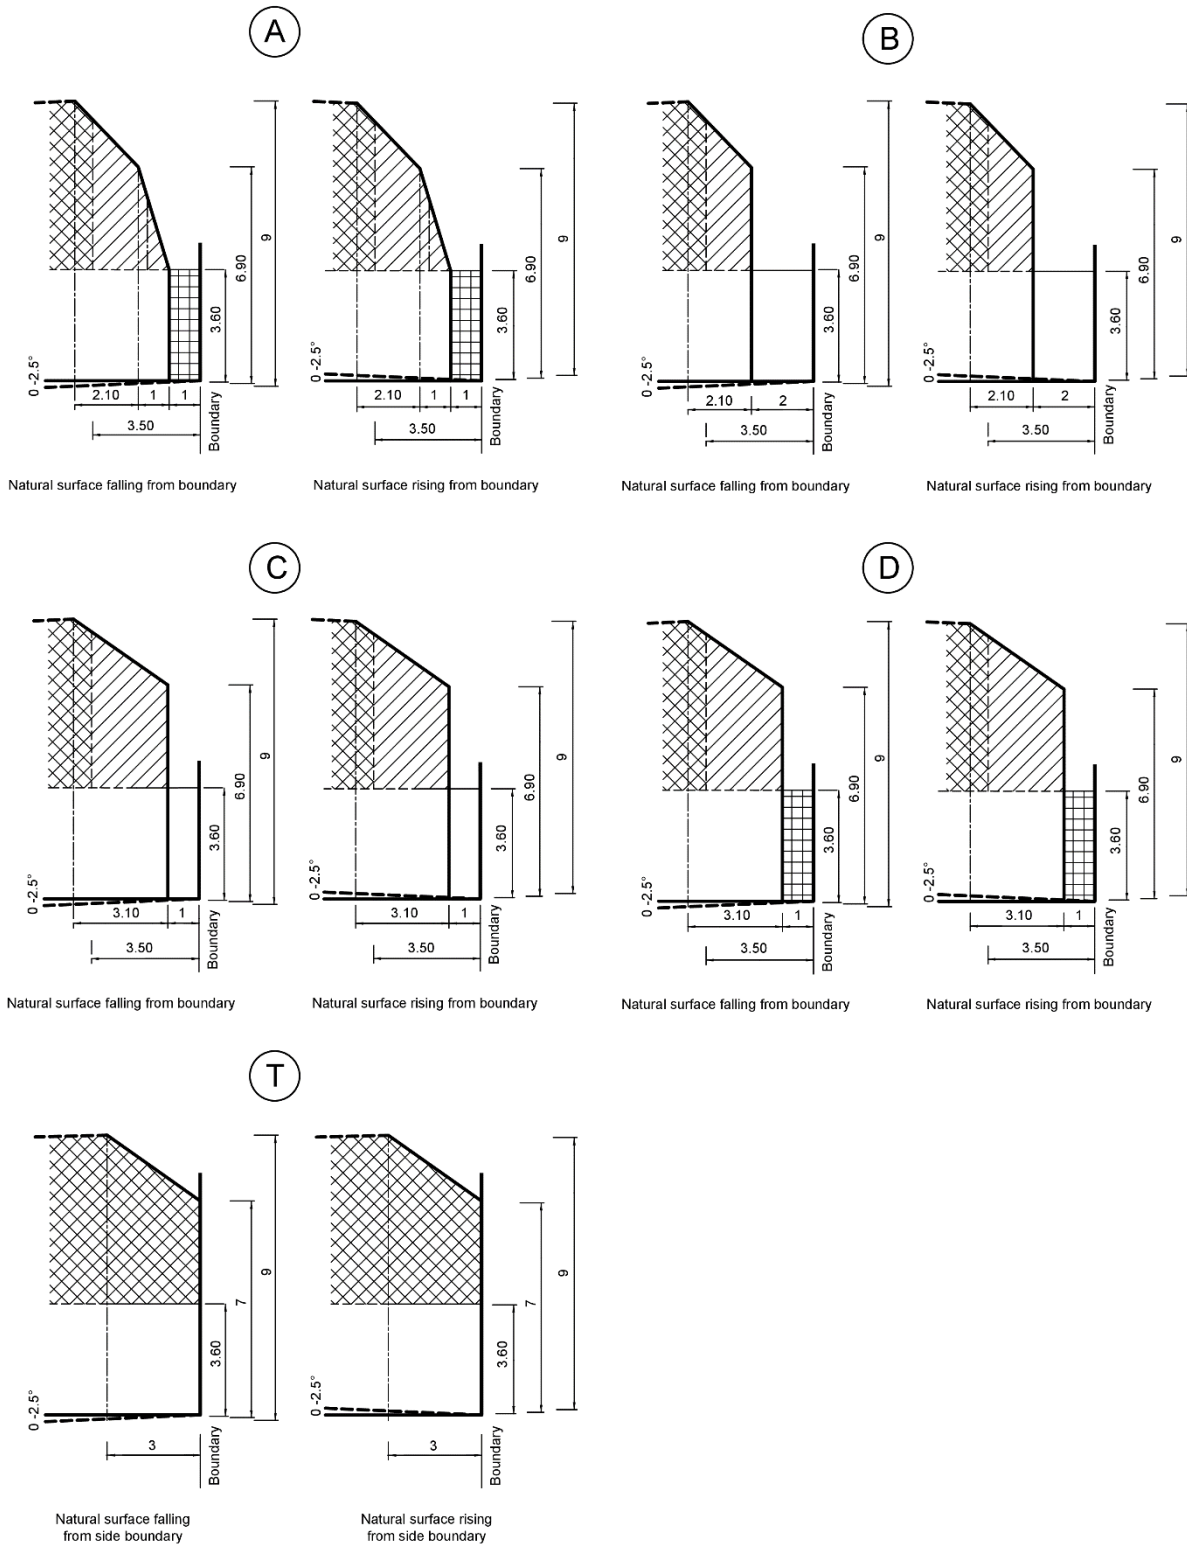 A
B
9
6.90
3.60
0 -2.5°
2.10
1
1
3.50
Boundary
Natural surface falling from boundary
9
6.90
3.60
0 -2.5°
2.10
1
1
3.50
Boundary
Natural surface rising from boundary
9
6.90
3.60
0 -2.5°
2.10
2
3.50
Boundary
Natural surface falling from boundary
9
6.90
3.60
0 -2.5°
2.10
2
3.50
Boundary
Natural surface rising from boundary
C
D
9
6.90
3.60
0 -2.5°
3.10
1
3.50
Boundary
Natural surface falling from boundary
9
6.90
3.60
0 -2.5°
3.10
1
3.50
Boundary
Natural surface rising from boundary
9
6.90
3.60
0 -2.5°
3.10
1
3.50
Boundary
Natural surface falling from boundary
9
6.90
3.60
0 -2.5°
3.10
1
3.50
Boundary
Natural surface rising from boundary
T
9
7
3.60
0 -2.5°
3
Boundary
Natural surface falling
from side boundary
9
7
3.60
0 -2.5°
3
Boundary
Natural surface rising
from side boundary